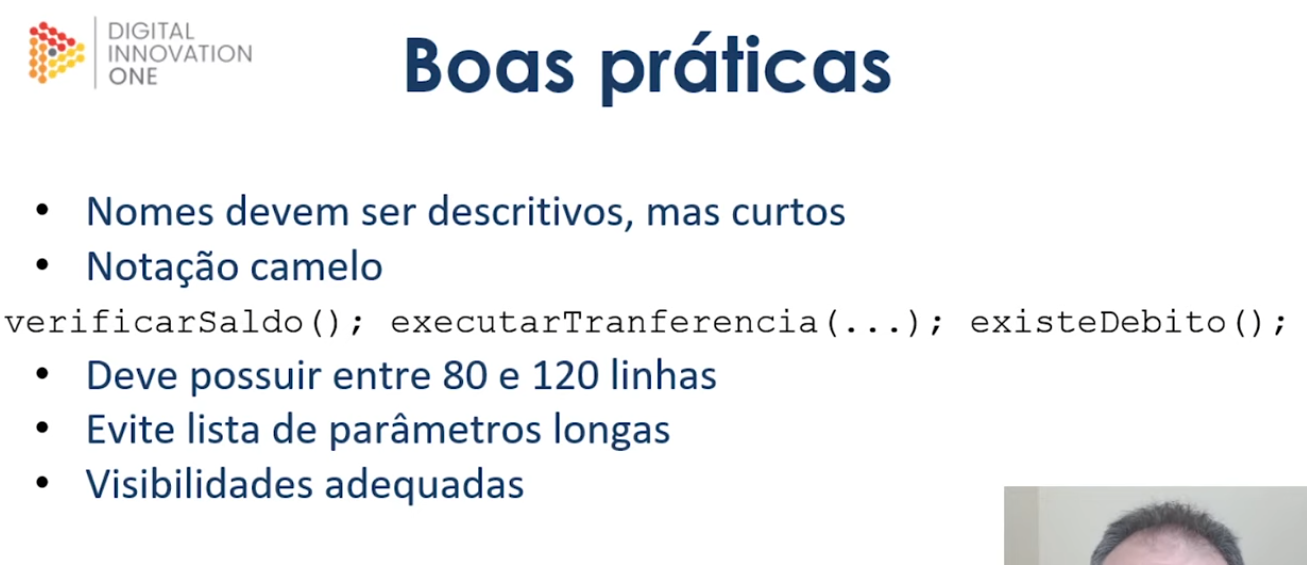 DIGITAL
INNOVATION
ONE
Boas práticas
• Nomes devem ser descritivos, mas curtos
• Notação camelo
verificarSaldo(); executarTranferencia(...); existeDebito();
• Deve possuir entre 80 e 120 linhas
• Evite lista de parâmetros longas
• Visibilidades adequadas